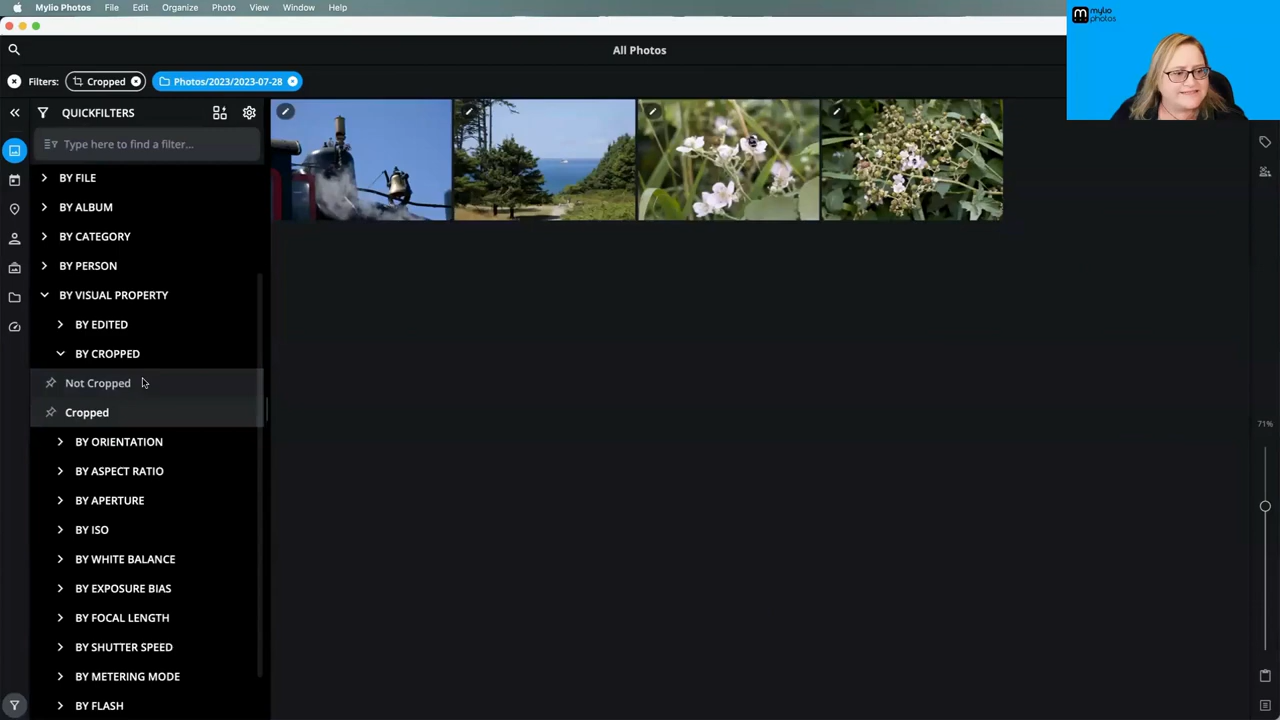 Mylio Photos File Edit Organize Photo View Window Help
mylio
photos
All Photos
Filters: Cropped Photos/2023/2023-07-28
QUICKFILTERS
Type here to find a filter...
BY FILE
BY ALBUM
BY CATEGORY
BY PERSON
BY VISUAL PROPERTY
BY EDITED
BY CROPPED
Not Cropped
Cropped
71%
BY ORIENTATION
BY ASPECT RATIO
BY APERTURE
BY ISO
BY WHITE BALANCE
BY EXPOSURE BIAS
BY FOCAL LENGTH
BY SHUTTER SPEED
BY METERING MODE
BY FLASH